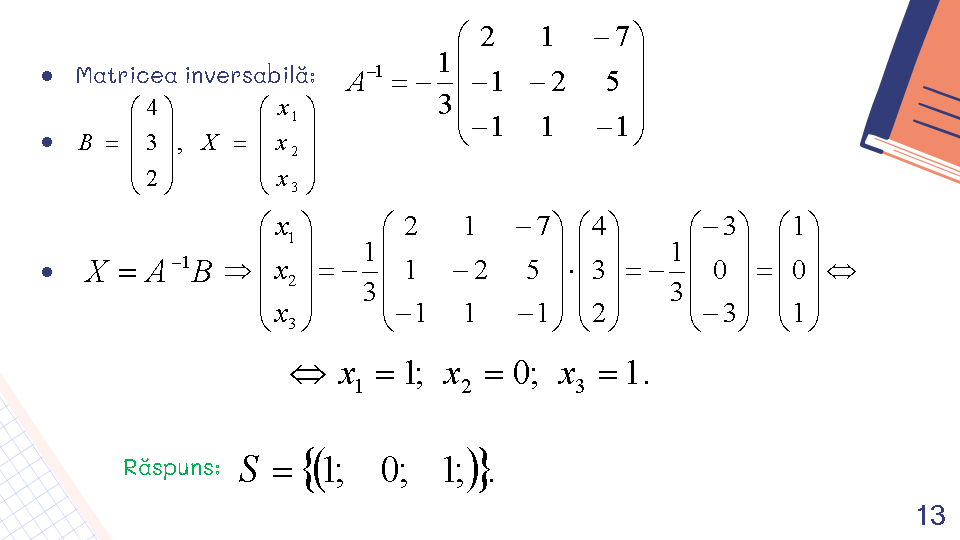 • Matricea inversabilă: A⁻¹ = −1/3 (2 1 −7; −1 −2 5; −1 1 −1)
• B = (4; 3; 2), X = (x₁; x₂; x₃)
• X = A⁻¹B ⇒ (x₁; x₂; x₃) = −1/3 (2 1 −7; 1 −2 5; −1 1 −1) · (4; 3; 2) = −1/3 (−3; 0; −3) = (1; 0; 1) ⇔
⇔ x₁ = 1; x₂ = 0; x₃ = 1.
Răspuns: S = {(1; 0; 1;)}.
13